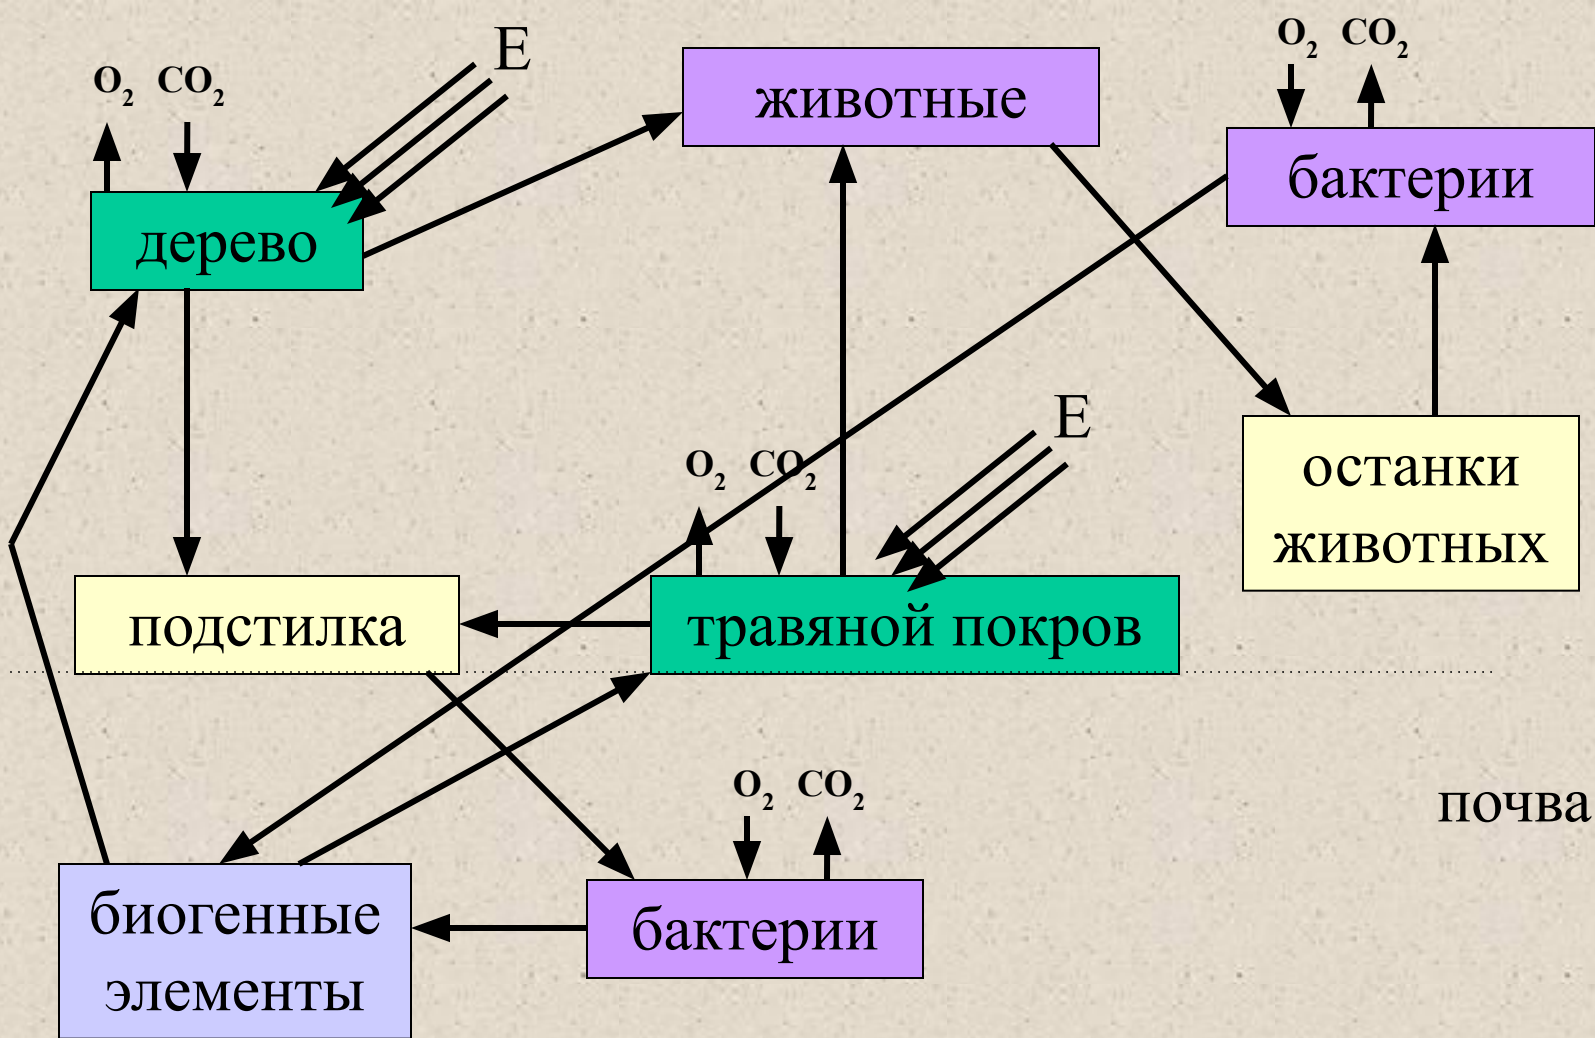 E
O₂ CO₂
животные
O₂ CO₂
бактерии
дерево
E
O₂ CO₂
останки
животных
подстилка
травяной покров
O₂ CO₂
почва
биогенные
элементы
бактерии